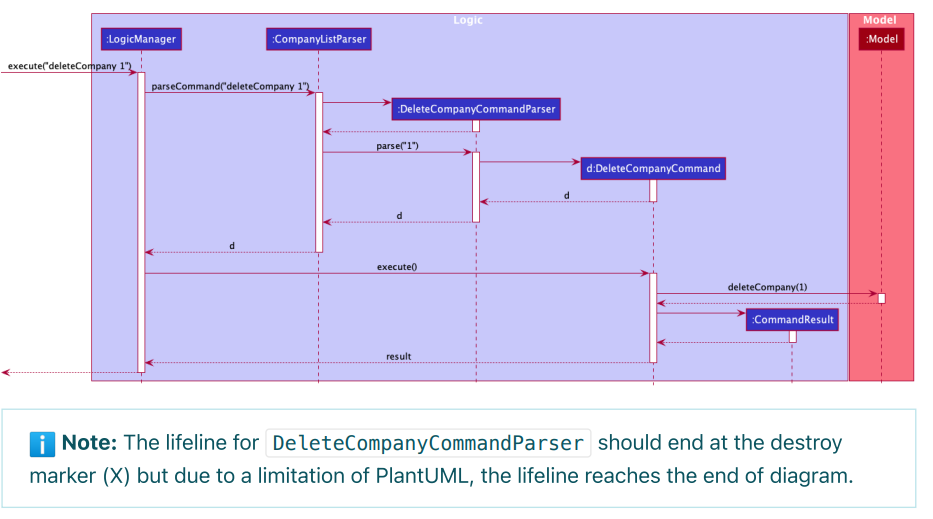 Logic
Model
:LogicManager
:CompanyListParser
:Model
execute("deleteCompany 1")
parseCommand("deleteCompany 1")
:DeleteCompanyCommandParser
parse("1")
d:DeleteCompanyCommand
d
d
d
execute()
deleteCompany(1)
:CommandResult
result
i Note: The lifeline for DeleteCompanyCommandParser should end at the destroy
marker (X) but due to a limitation of PlantUML, the lifeline reaches the end of diagram.